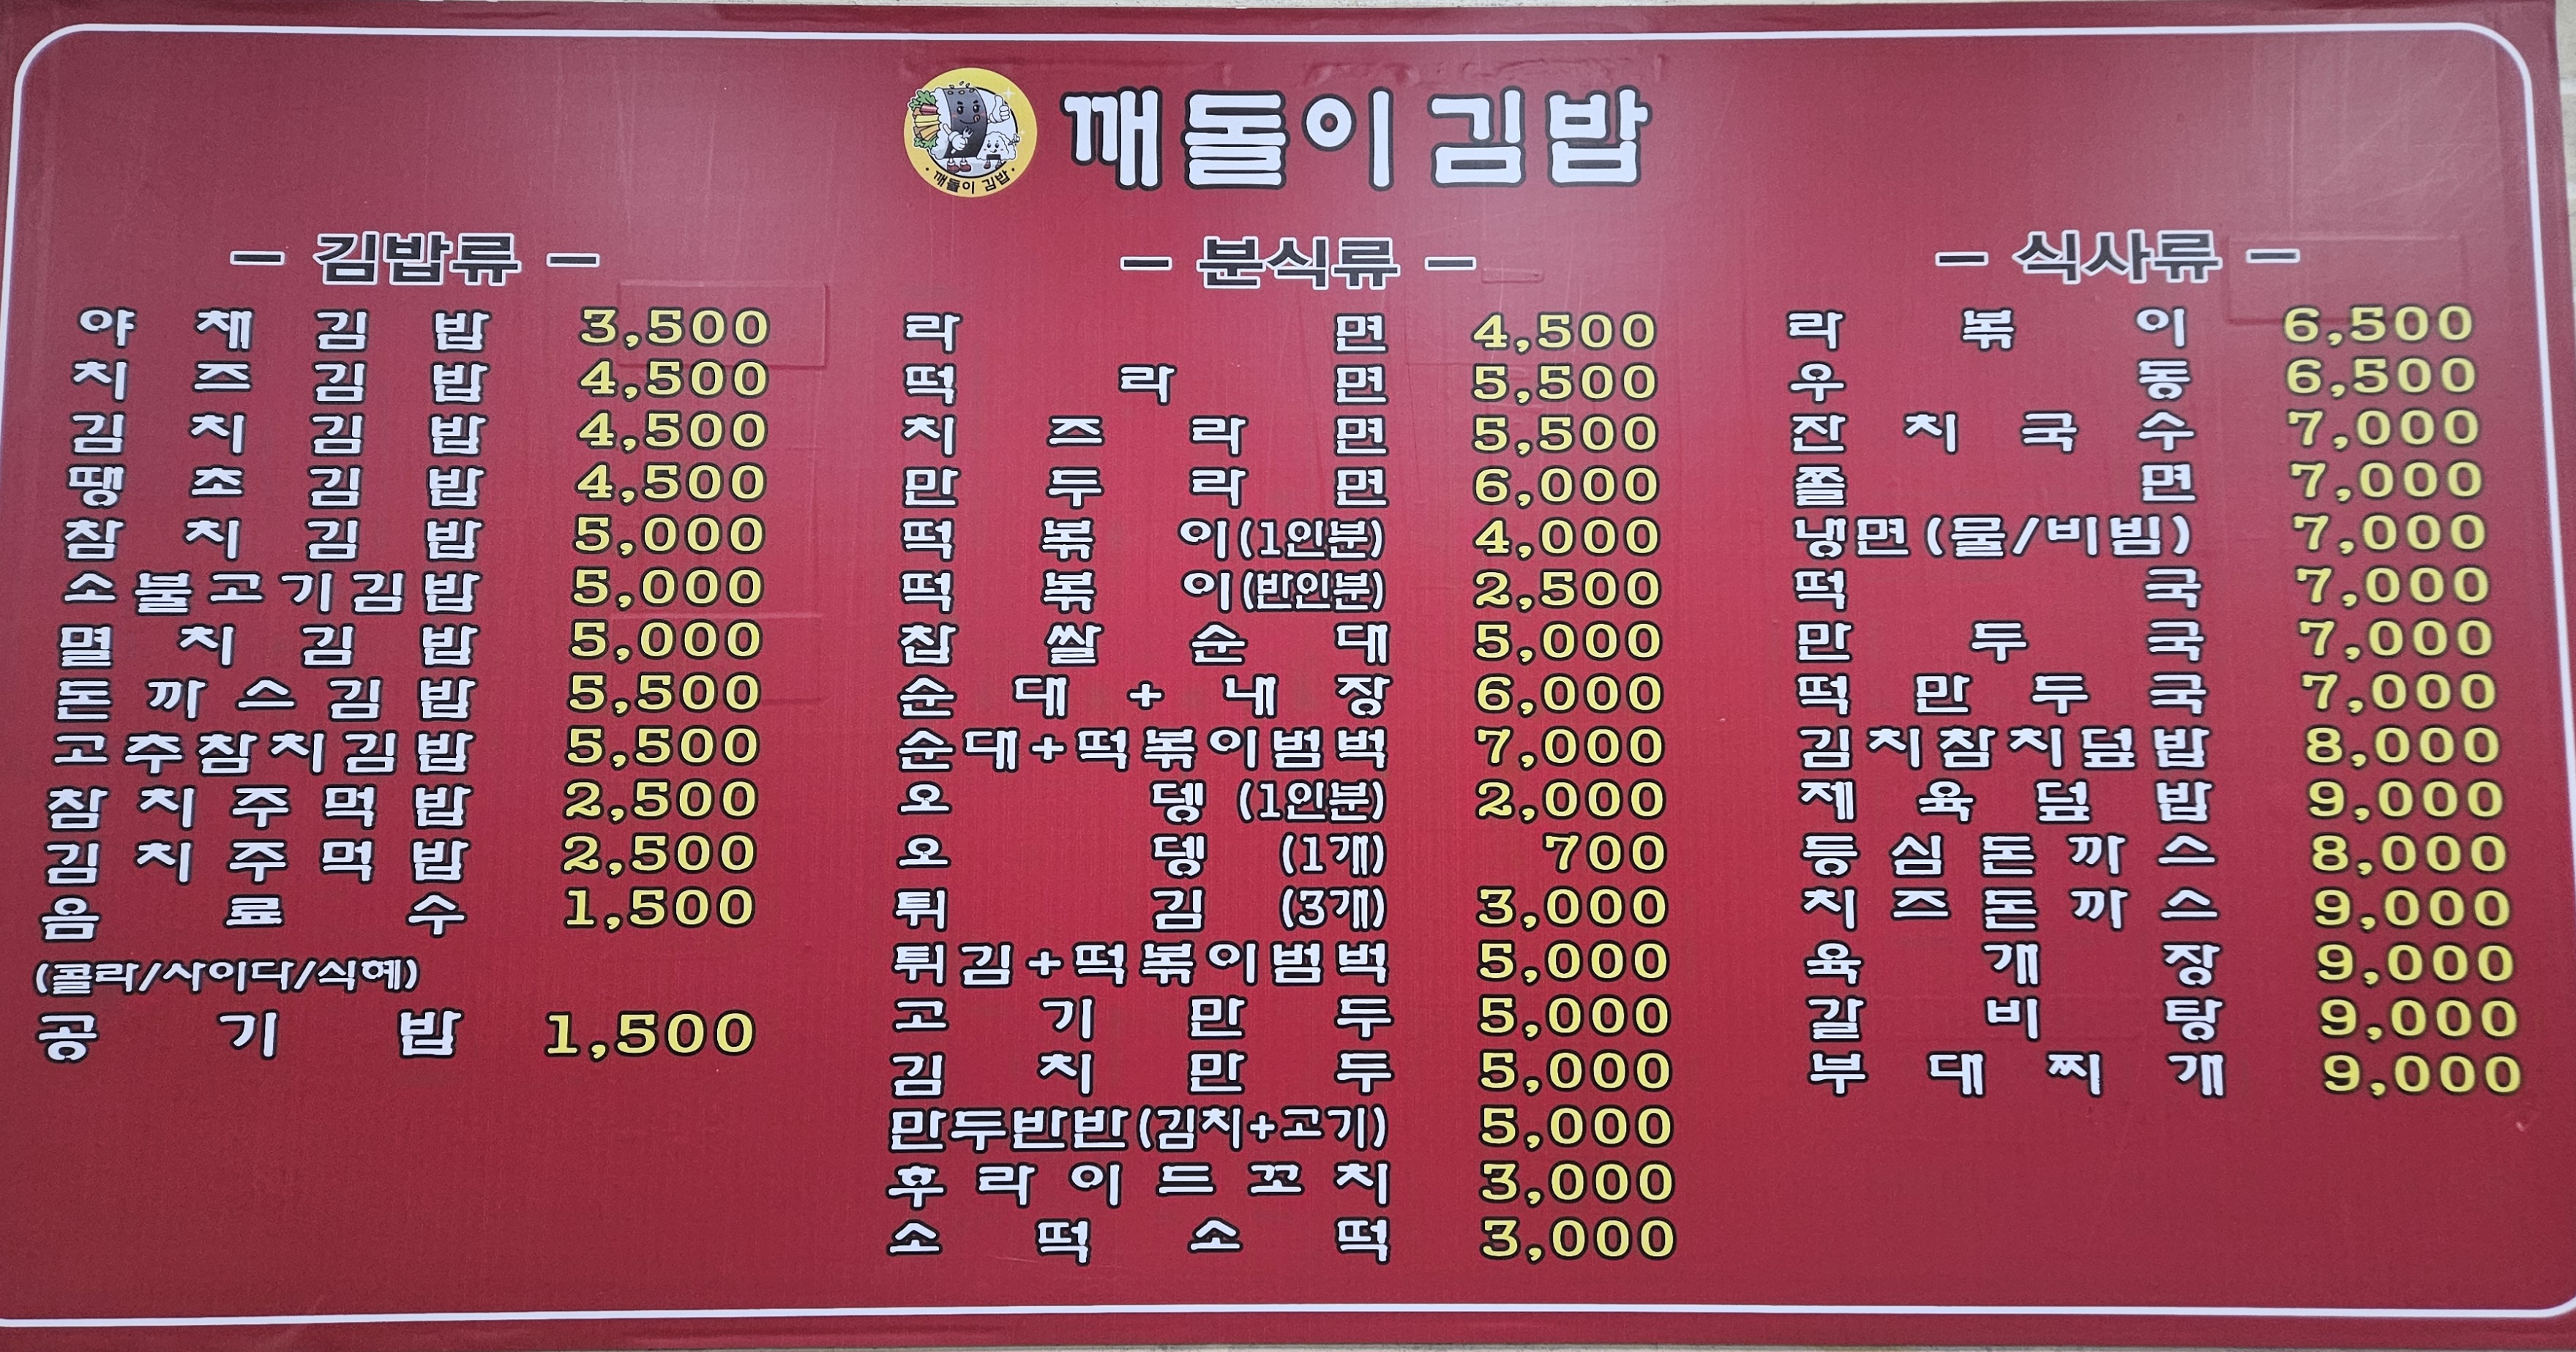 깨돌이김밥
· 깨돌이 김밥 ·
- 김밥류 -
야채김밥 3,500
치즈김밥 4,500
김치김밥 4,500
땡초김밥 4,500
참치김밥 5,000
소불고기김밥 5,000
멸치김밥 5,000
돈까스김밥 5,500
고추참치김밥 5,500
참치주먹밥 2,500
김치주먹밥 2,500
음료수 1,500
(콜라/사이다/식혜)
공기밥 1,500
- 분식류 -
라면 4,500
떡라면 5,500
치즈라면 5,500
만두라면 6,000
떡볶이(1인분) 4,000
떡볶이(반인분) 2,500
찹쌀순대 5,000
순대+내장 6,000
순대+떡볶이범벅 7,000
오뎅 (1인분) 2,000
오뎅 (1개) 700
튀김 (3개) 3,000
튀김+떡볶이범벅 5,000
고기만두 5,000
김치만두 5,000
만두반반(김치+고기) 5,000
후라이드꼬치 3,000
소떡소떡 3,000
- 식사류 -
라볶이 6,500
우동 6,500
잔치국수 7,000
쫄면 7,000
냉면(물/비빔) 7,000
떡국 7,000
만두국 7,000
떡만두국 7,000
김치참치덮밥 8,000
제육덮밥 9,000
등심돈까스 8,000
치즈돈까스 9,000
육개장 9,000
갈비탕 9,000
부대찌개 9,000